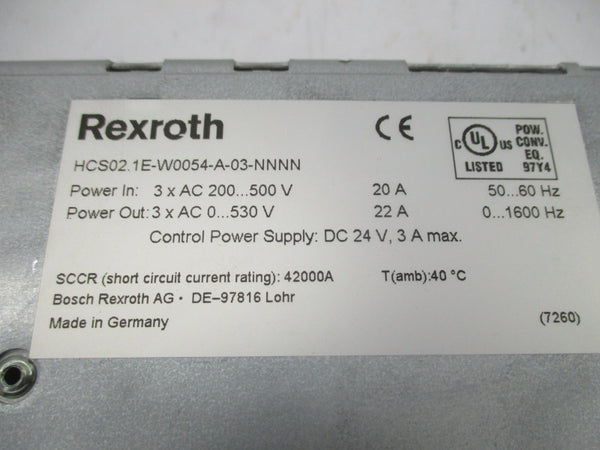 Rexroth
CE
C UL US
LISTED
POW.
CONV.
EQ.
97Y4
HCS02.1E-W0054-A-03-NNNN
Power In: 3 x AC 200...500 V 20 A 50...60 Hz
Power Out: 3 x AC 0...530 V 22 A 0...1600 Hz
Control Power Supply: DC 24 V, 3 A max.
SCCR (short circuit current rating): 42000A T(amb):40 °C
Bosch Rexroth AG · DE–97816 Lohr
Made in Germany (7260)